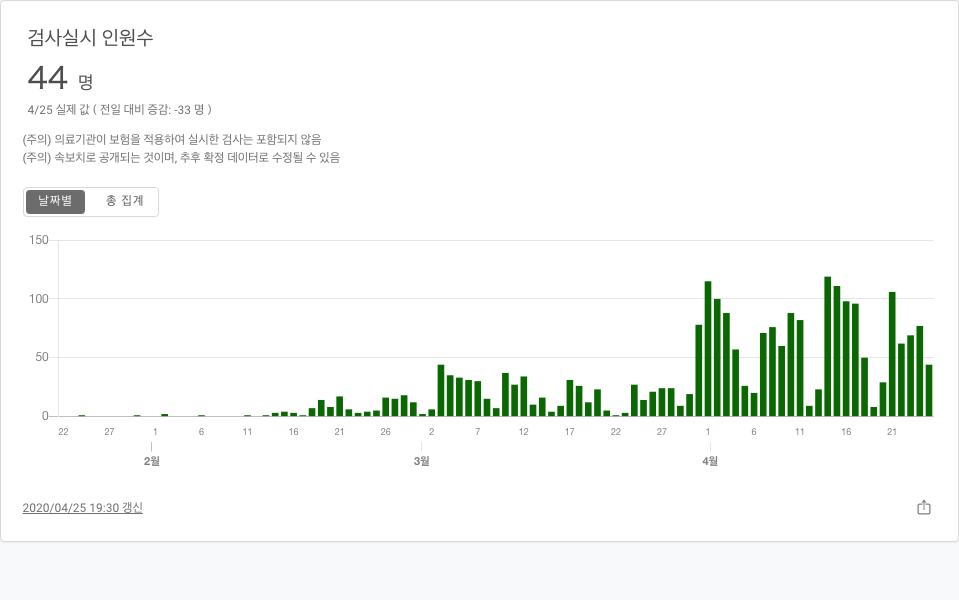 검사실시 인원수
44 명
4/25 실제 값 ( 전일 대비 증감: -33 명 )
(주의) 의료기관이 보험을 적용하여 실시한 검사는 포함되지 않음
(주의) 속보치로 공개되는 것이며, 추후 확정 데이터로 수정될 수 있음
날짜별 총 집계
150
100
50
0
22 27 1 6 11 16 21 26 2 7 12 17 22 27 1 6 11 16 21
2월 3월 4월
2020/04/25 19:30 갱신